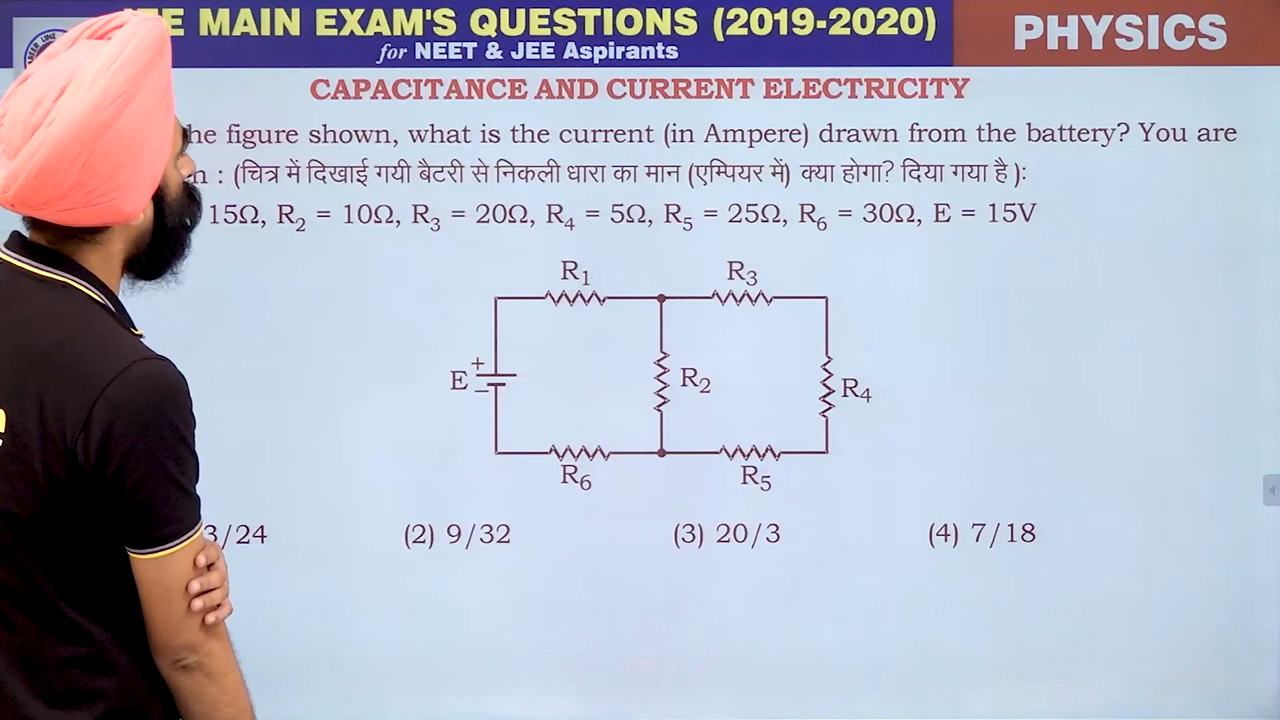 MAIN EXAM'S QUESTIONS (2019-2020)
for NEET & JEE Aspirants
PHYSICS
CAPACITANCE AND CURRENT ELECTRICITY
he figure shown, what is the current (in Ampere) drawn from the battery? You are
n : (चित्र में दिखाई गयी बैटरी से निकली धारा का मान (एम्पियर में) क्या होगा? दिया गया है ):
15Ω, R₂ = 10Ω, R₃ = 20Ω, R₄ = 5Ω, R₅ = 25Ω, R₆ = 30Ω, E = 15V
R₁
R₃
E
+
−
R₂
R₄
R₆
R₅
3/24
(2) 9/32
(3) 20/3
(4) 7/18